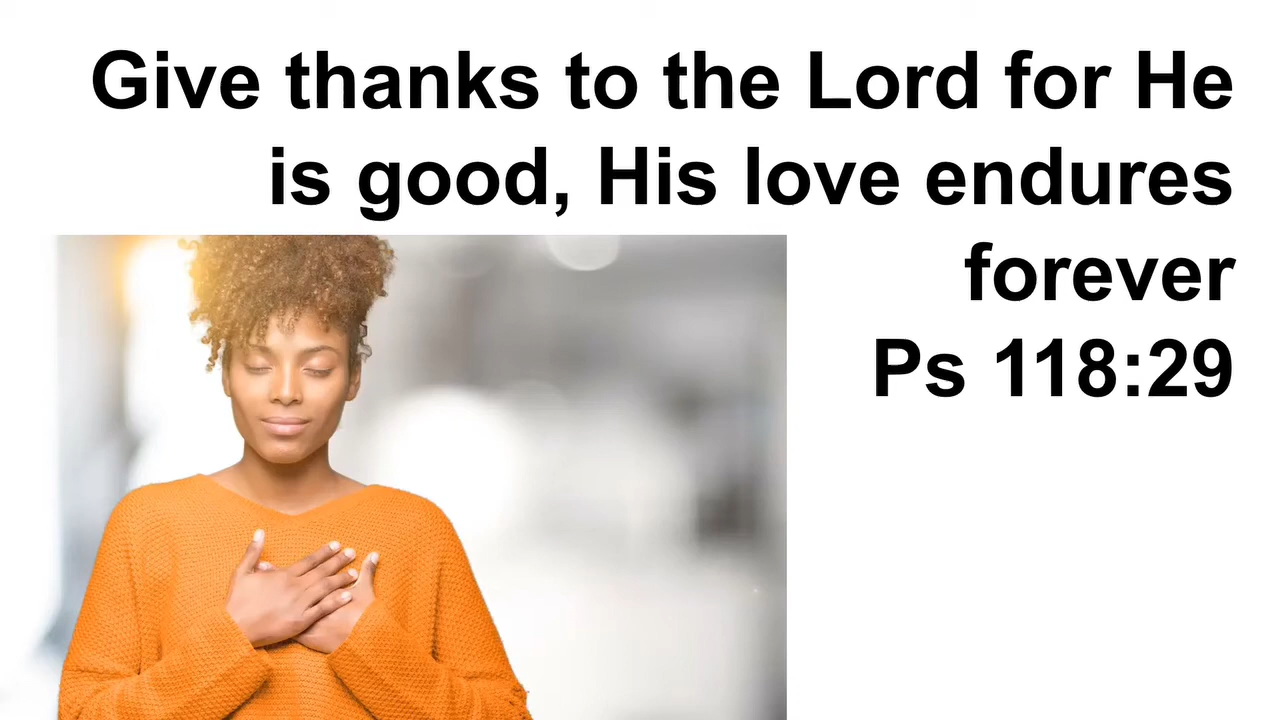 Give thanks to the Lord for He
is good, His love endures
forever
Ps 118:29